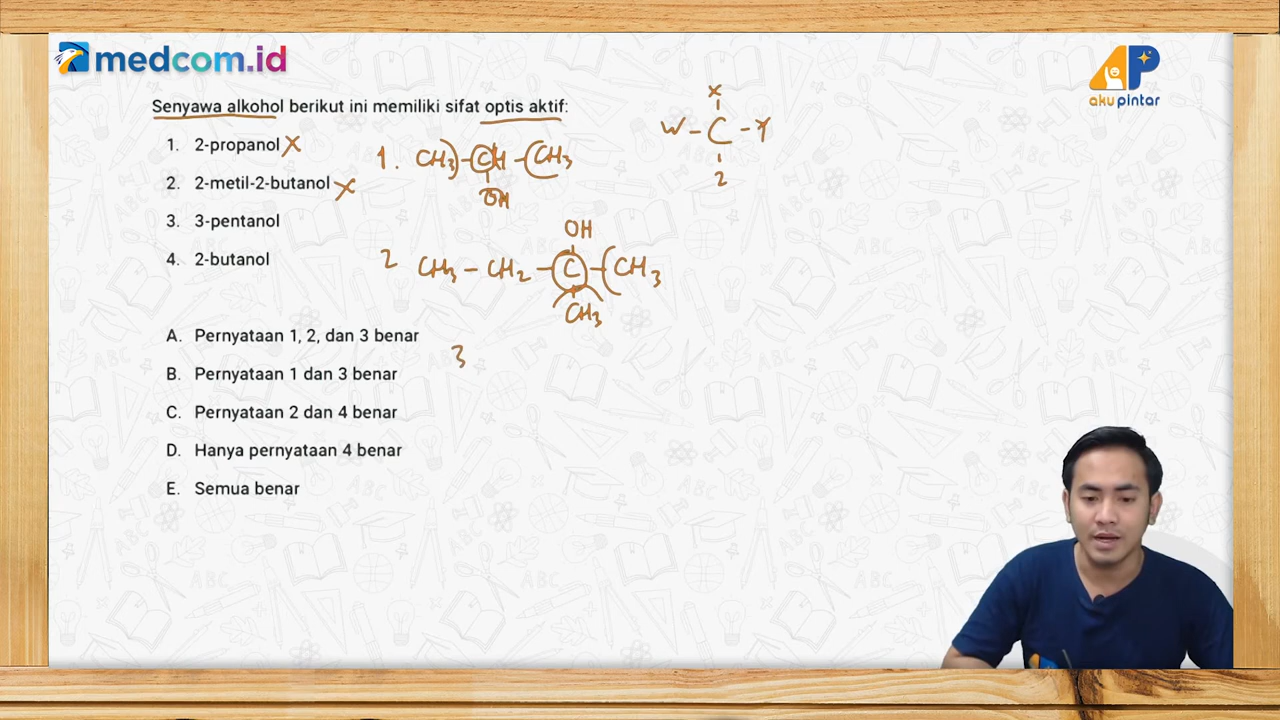 medcom.id
AP
aku pintar
Senyawa alkohol berikut ini memiliki sifat optis aktif:
1. 2-propanol X
2. 2-metil-2-butanol X
3. 3-pentanol
4. 2-butanol
A. Pernyataan 1, 2, dan 3 benar
B. Pernyataan 1 dan 3 benar
C. Pernyataan 2 dan 4 benar
D. Hanya pernyataan 4 benar
E. Semua benar
X
W - C - Y
Z
1. CH3 - CH - CH3
OH
OH
2 CH3 - CH2 - C - CH3
CH3
3